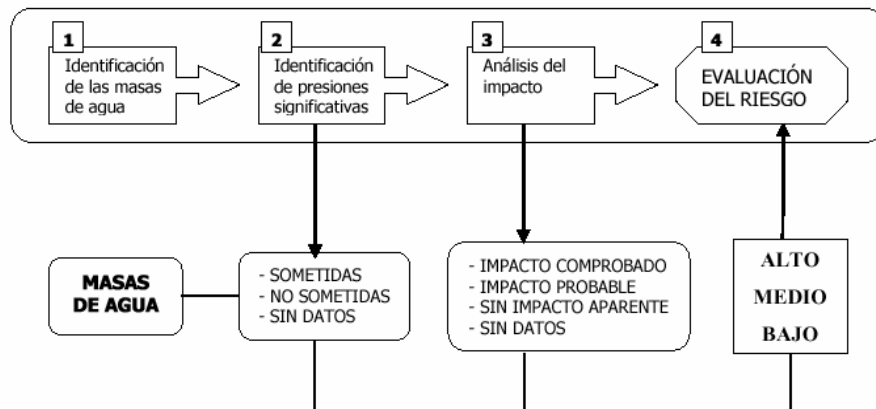 1
Identificación
de las masas
de agua
2
Identificación
de presiones
significativas
3
Análisis del
impacto
4
EVALUACIÓN
DEL RIESGO
MASAS
DE AGUA
- SOMETIDAS
- NO SOMETIDAS
- SIN DATOS
- IMPACTO COMPROBADO
- IMPACTO PROBABLE
- SIN IMPACTO APARENTE
- SIN DATOS
ALTO
MEDIO
BAJO